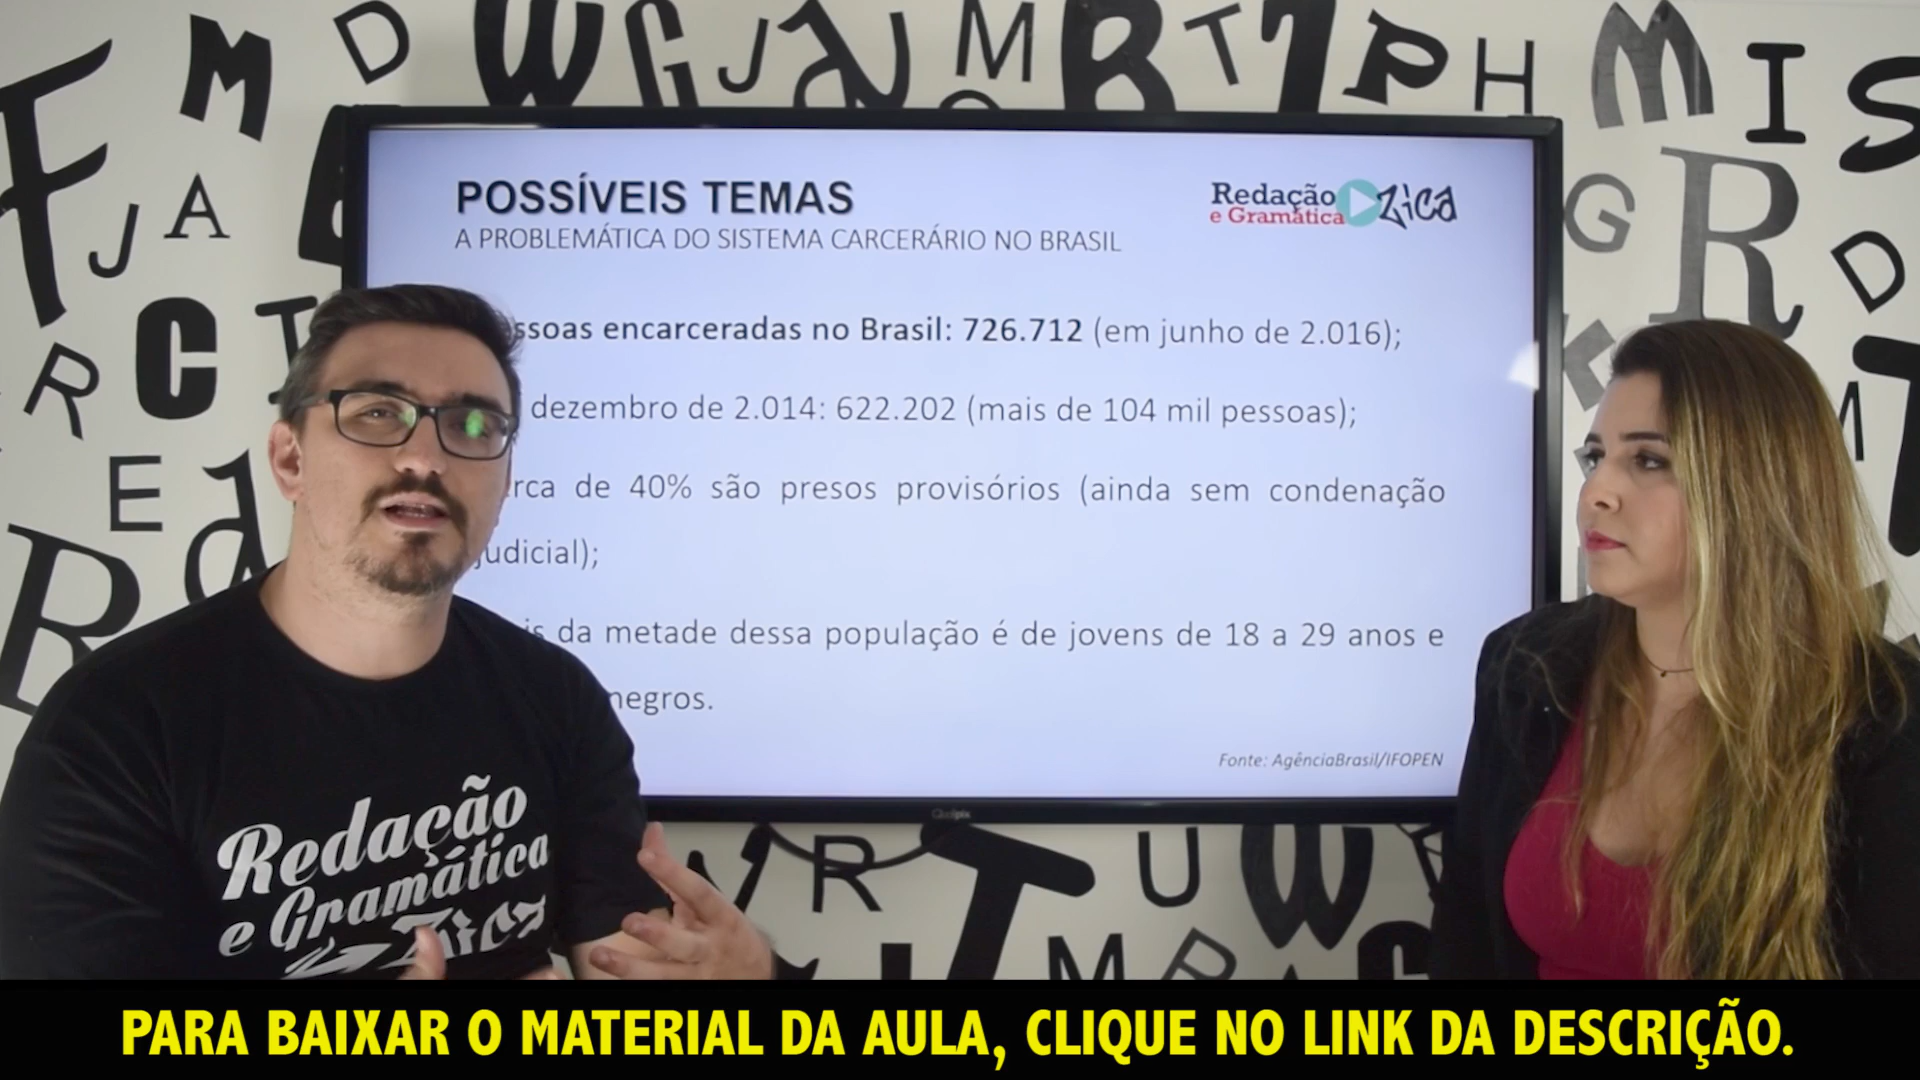 POSSÍVEIS TEMAS
A PROBLEMÁTICA DO SISTEMA CARCERÁRIO NO BRASIL
Redação
e Gramática
Zica
encarceradas no Brasil: 726.712 (em junho de 2.016);
dezembro de 2.014: 622.202 (mais de 104 mil pessoas);
de 40% são presos provisórios (ainda sem condenação
judicial);
da metade dessa população é de jovens de 18 a 29 anos e
negros.
Fonte: AgênciaBrasil/IFOPEN
Redação
e Gramática
Zica
PARA BAIXAR O MATERIAL DA AULA, CLIQUE NO LINK DA DESCRIÇÃO.